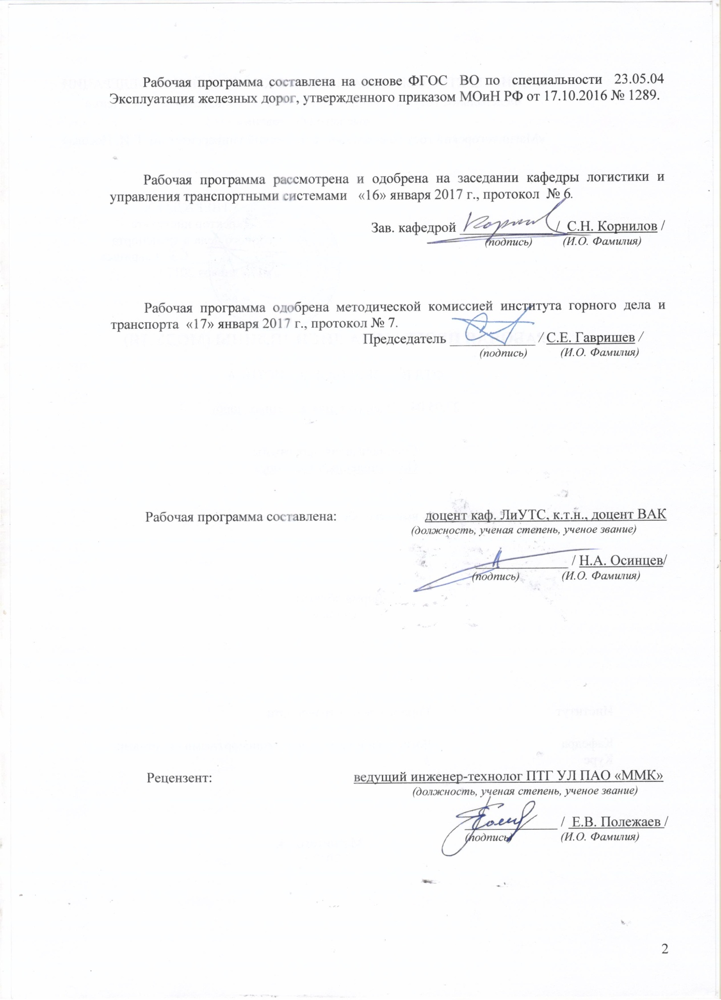 Рабочая программа составлена на основе ФГОС ВО по специальности 23.05.04
Эксплуатация железных дорог, утвержденного приказом МОиН РФ от 17.10.2016 № 1289.
Рабочая программа рассмотрена и одобрена на заседании кафедры логистики и
управления транспортными системами «16» января 2017 г., протокол № 6.
Зав. кафедрой ____________ / С.Н. Корнилов /
(подпись) (И.О. Фамилия)
Рабочая программа одобрена методической комиссией института горного дела и
транспорта «17» января 2017 г., протокол № 7.
Председатель ____________ / С.Е. Гавришев /
(подпись) (И.О. Фамилия)
Рабочая программа составлена: доцент каф. ЛиУТС, к.т.н., доцент ВАК
(должность, ученая степень, ученое звание)
____________ / Н.А. Осинцев/
(подпись) (И.О. Фамилия)
Рецензент: ведущий инженер-технолог ПТГ УЛ ПАО «ММК»
(должность, ученая степень, ученое звание)
____________ / Е.В. Полежаев /
(подпись) (И.О. Фамилия)
2